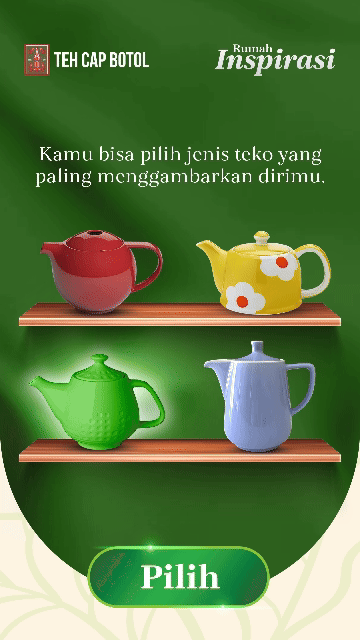 TEH CAP BOTOL
Rumah
Inspirasi
Kamu bisa pilih jenis teko yang
paling menggambarkan dirimu.
Pilih